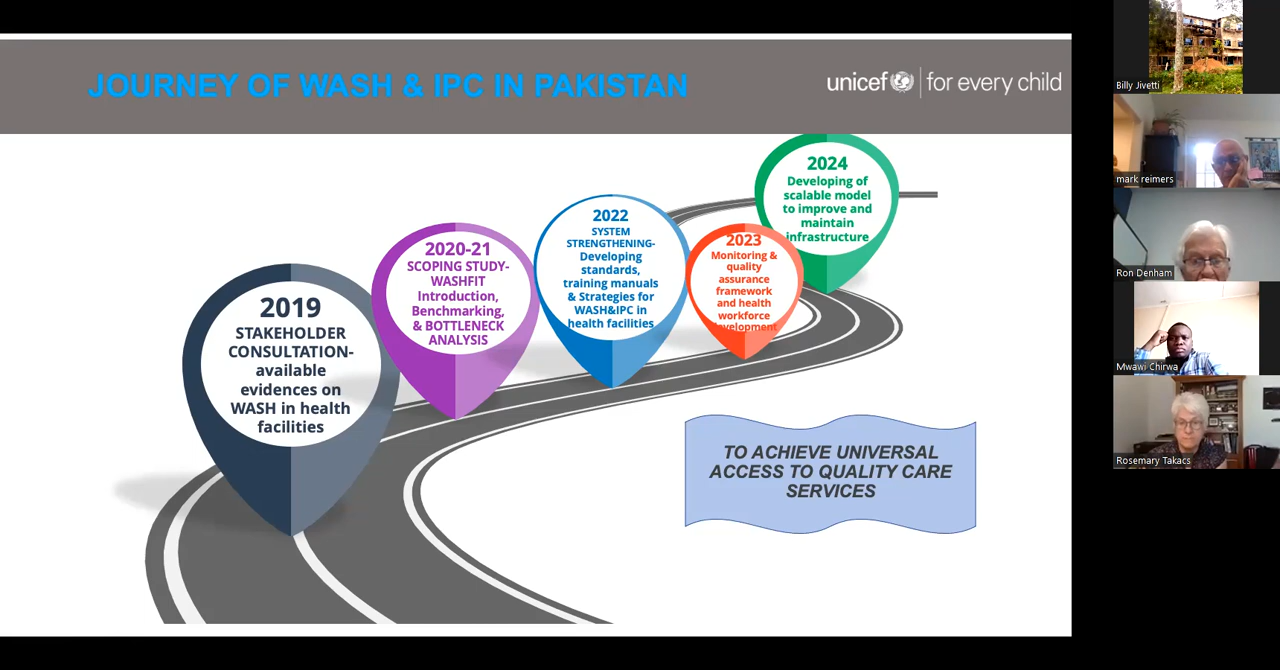 JOURNEY OF WASH & IPC IN PAKISTAN
unicef for every child
2019
STAKEHOLDER
CONSULTATION-
available
evidences on
WASH in health
facilities
2020-21
SCOPING STUDY-
WASHFIT
Introduction,
Benchmarking,
& BOTTLENECK
ANALYSIS
2022
SYSTEM
STRENGTHENING-
Developing
standards,
training manuals
& Strategies for
WASH&IPC in
health facilities
2023
Monitoring &
quality
assurance
framework
and health
workforce
2024
Developing of
scalable model
to improve and
maintain
infrastructure
TO ACHIEVE UNIVERSAL
ACCESS TO QUALITY CARE
SERVICES
Billy Jivetti
mark reimers
Ron Denham
Mwawi Chirwa
Rosemary Takacs